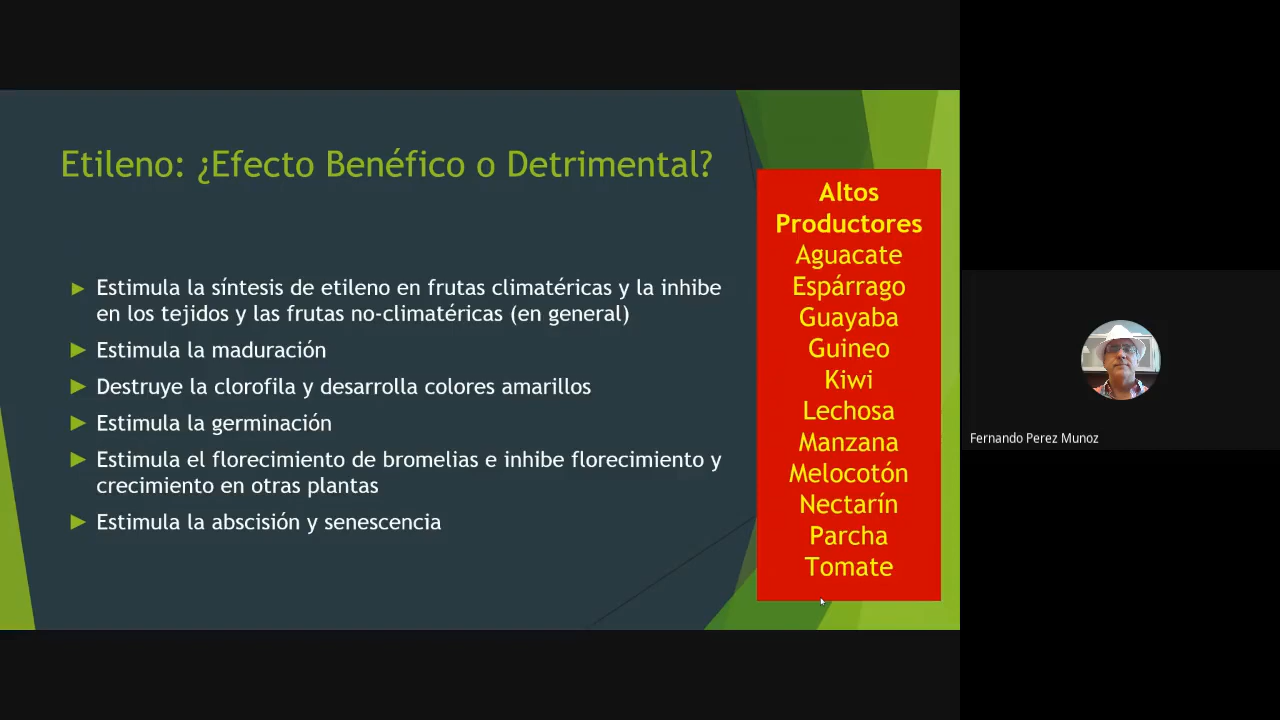 Etileno: ¿Efecto Benéfico o Detrimental?
Estimula la síntesis de etileno en frutas climatéricas y la inhibe
en los tejidos y las frutas no-climatéricas (en general)
Estimula la maduración
Destruye la clorofila y desarrolla colores amarillos
Estimula la germinación
Estimula el florecimiento de bromelias e inhibe florecimiento y
crecimiento en otras plantas
Estimula la abscisión y senescencia
Altos
Productores
Aguacate
Espárrago
Guayaba
Guineo
Kiwi
Lechosa
Manzana
Melocotón
Nectarín
Parcha
Tomate
Fernando Perez Munoz